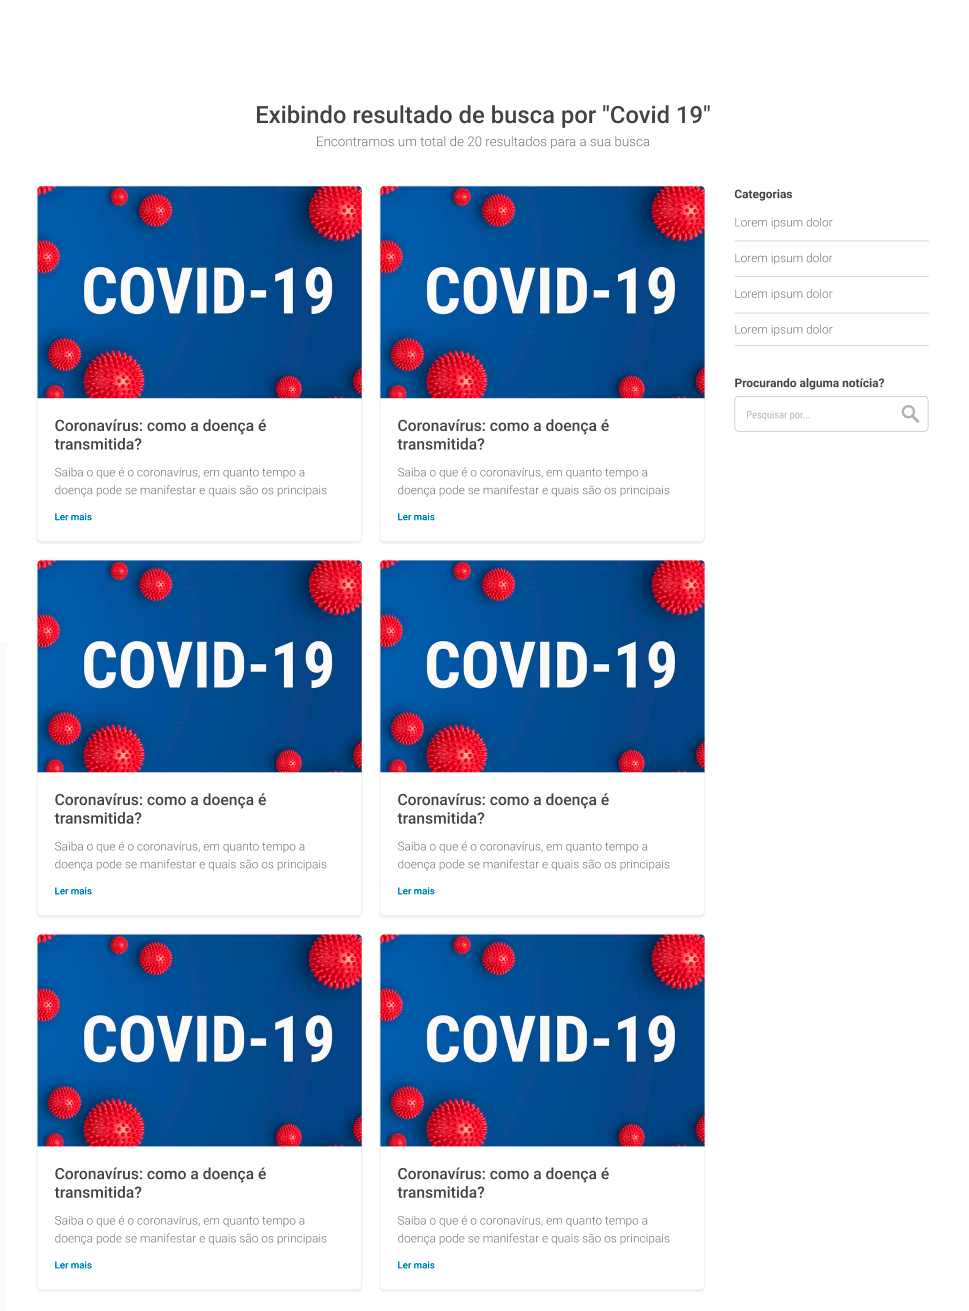 Exibindo resultado de busca por "Covid 19"
Encontramos um total de 20 resultados para a sua busca
COVID-19
Coronavírus: como a doença é
transmitida?
Saiba o que é o coronavírus, em quanto tempo a
doença pode se manifestar e quais são os principais
Ler mais
COVID-19
Coronavírus: como a doença é
transmitida?
Saiba o que é o coronavírus, em quanto tempo a
doença pode se manifestar e quais são os principais
Ler mais
COVID-19
Coronavírus: como a doença é
transmitida?
Saiba o que é o coronavírus, em quanto tempo a
doença pode se manifestar e quais são os principais
Ler mais
COVID-19
Coronavírus: como a doença é
transmitida?
Saiba o que é o coronavírus, em quanto tempo a
doença pode se manifestar e quais são os principais
Ler mais
COVID-19
Coronavírus: como a doença é
transmitida?
Saiba o que é o coronavírus, em quanto tempo a
doença pode se manifestar e quais são os principais
Ler mais
COVID-19
Coronavírus: como a doença é
transmitida?
Saiba o que é o coronavírus, em quanto tempo a
doença pode se manifestar e quais são os principais
Ler mais
Categorias
Lorem ipsum dolor
Lorem ipsum dolor
Lorem ipsum dolor
Lorem ipsum dolor
Procurando alguma notícia?
Pesquisar por...